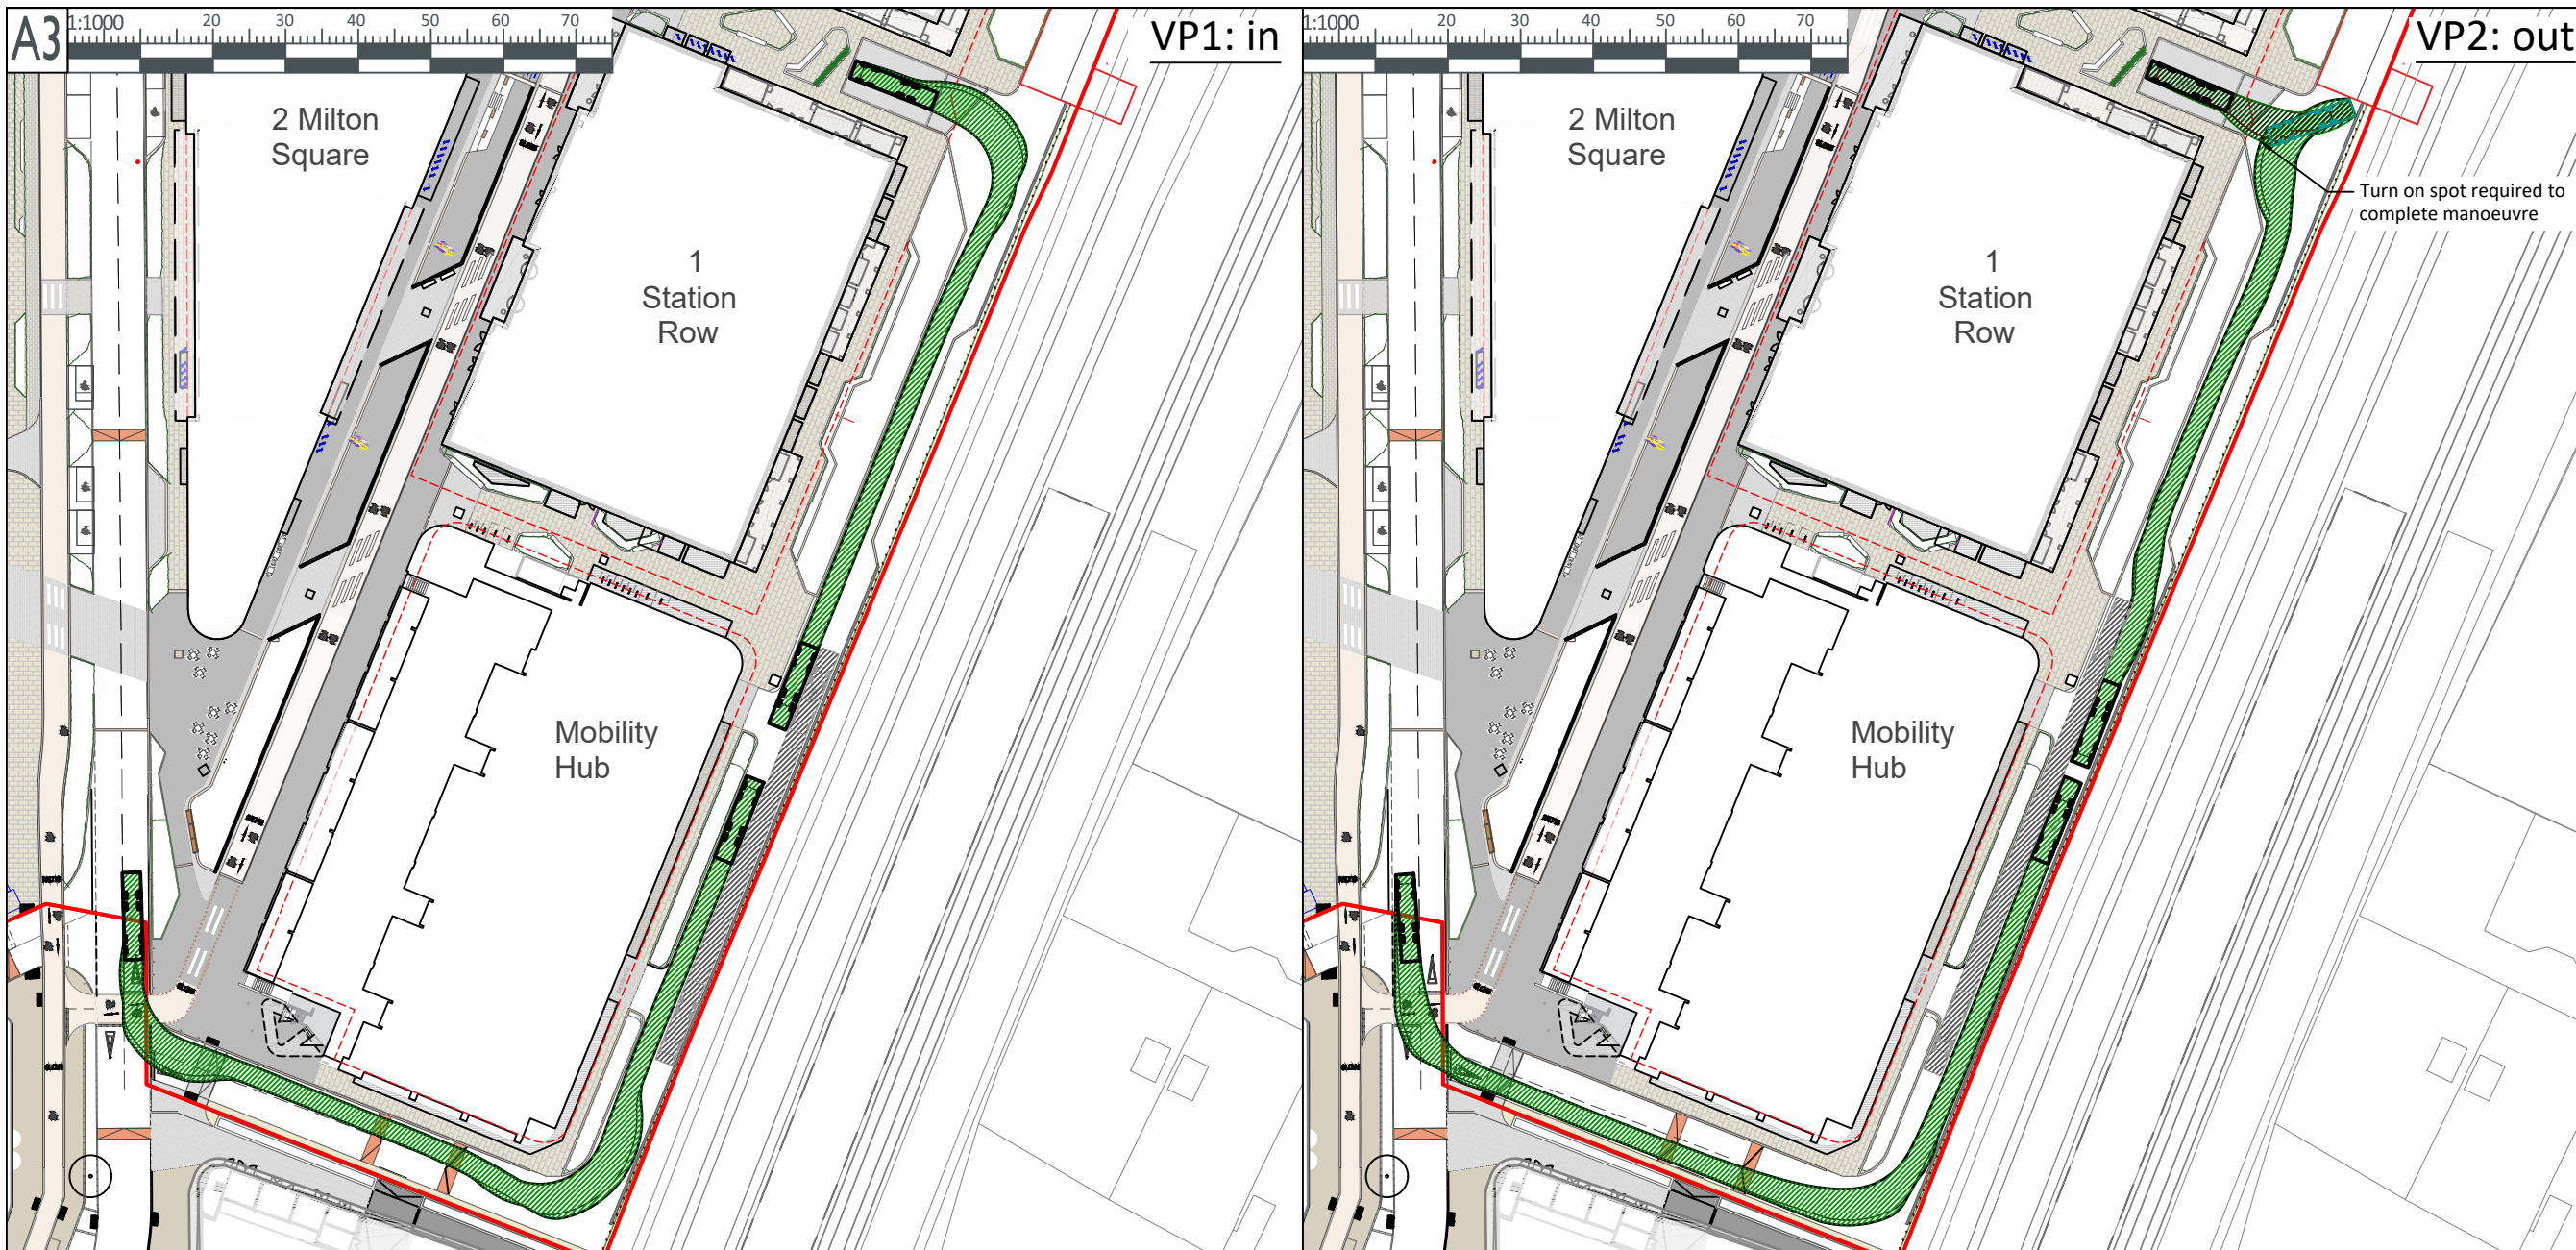 A3
1:1000
20 30 40 50 60 70
VP1: in
2 Milton
Square
1
Station
Row
Mobility
Hub
1:1000
20 30 40 50 60 70
VP2: out
2 Milton
Square
Turn on spot required to
complete manoeuvre
1
Station
Row
Mobility
Hub